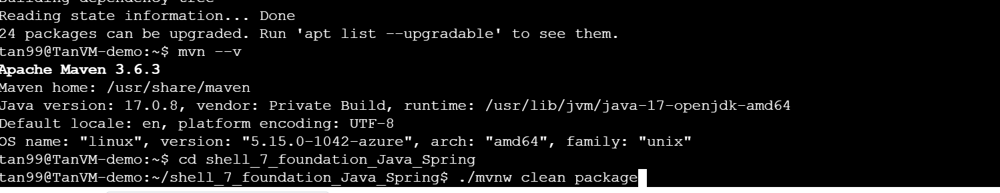 Building dependency tree
Reading state information... Done
24 packages can be upgraded. Run 'apt list --upgradable' to see them.
tan99@TanVM-demo:~$ mvn --v
Apache Maven 3.6.3
Maven home: /usr/share/maven
Java version: 17.0.8, vendor: Private Build, runtime: /usr/lib/jvm/java-17-openjdk-amd64
Default locale: en, platform encoding: UTF-8
OS name: "linux", version: "5.15.0-1042-azure", arch: "amd64", family: "unix"
tan99@TanVM-demo:~$ cd shell_7_foundation_Java_Spring
tan99@TanVM-demo:~/shell_7_foundation_Java_Spring$ ./mvnw clean package